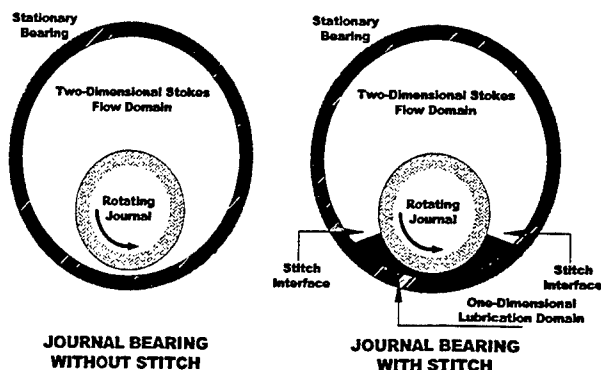 Stationary
Bearing
Two-Dimensional Stokes
Flow Domain
Rotating
Journal
JOURNAL BEARING
WITHOUT STITCH
Stationary
Bearing
Two-Dimensional Stokes
Flow Domain
Rotating
Journal
Stitch
Interface
Stitch
Interface
One-Dimensional
Lubrication Domain
JOURNAL BEARING
WITH STITCH